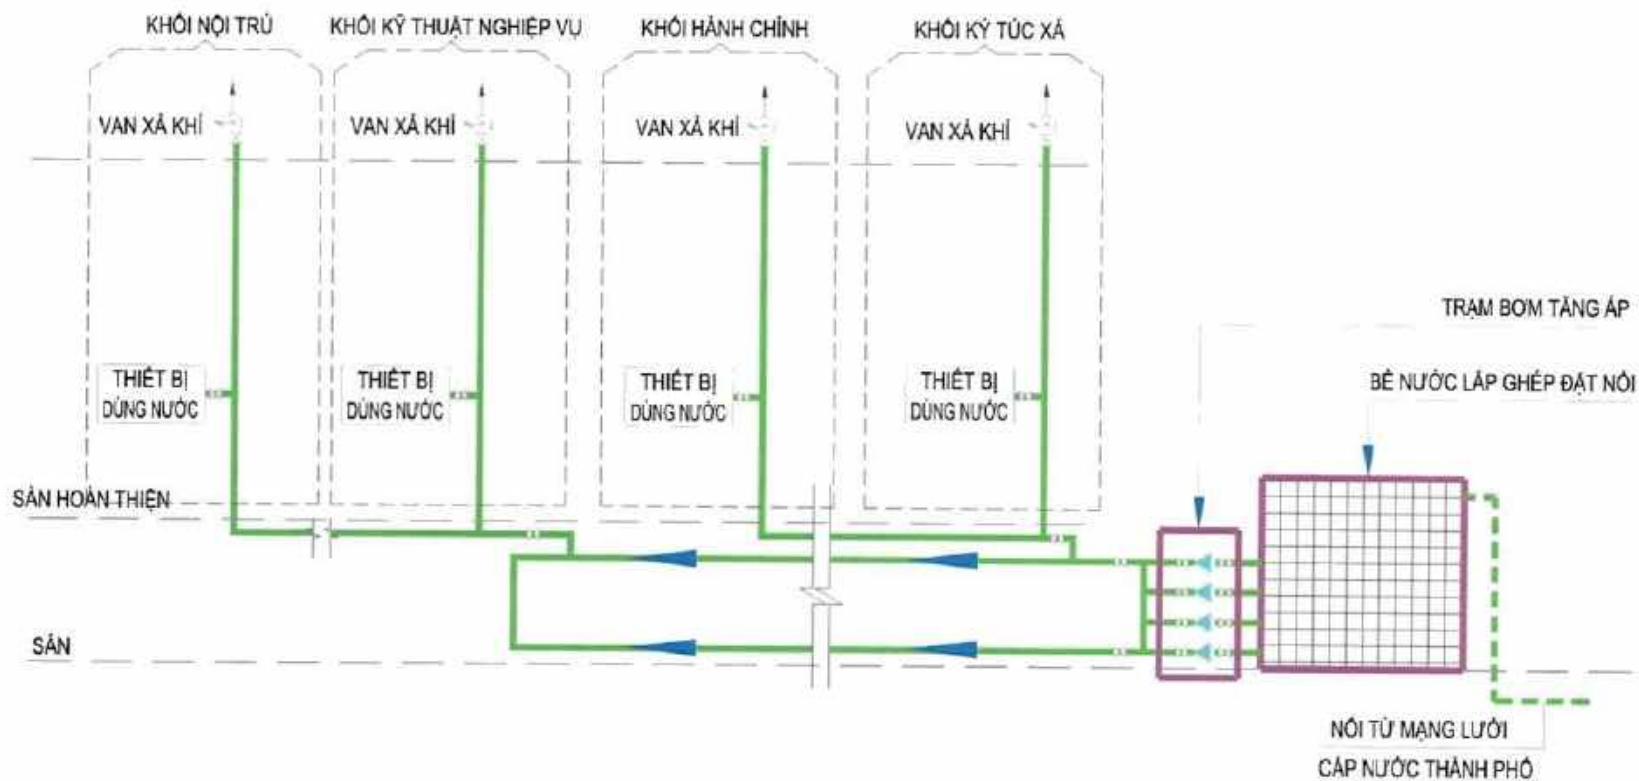 KHỐI NỘI TRÚ
KHỐI KỸ THUẬT NGHIỆP VỤ
KHỐI HÀNH CHÍNH
KHỐI KÝ TÚC XÁ
VAN XẢ KHÍ
VAN XẢ KHÍ
VAN XẢ KHÍ
VAN XẢ KHÍ
TRẠM BƠM TĂNG ÁP
BỂ NƯỚC LẮP GHÉP ĐẶT NỔI
THIẾT BỊ
DÙNG NƯỚC
THIẾT BỊ
DÙNG NƯỚC
THIẾT BỊ
DÙNG NƯỚC
THIẾT BỊ
DÙNG NƯỚC
SÀN HOÀN THIỆN
SÂN
NỐI TỪ MẠNG LƯỚI
CẤP NƯỚC THÀNH PHỐ